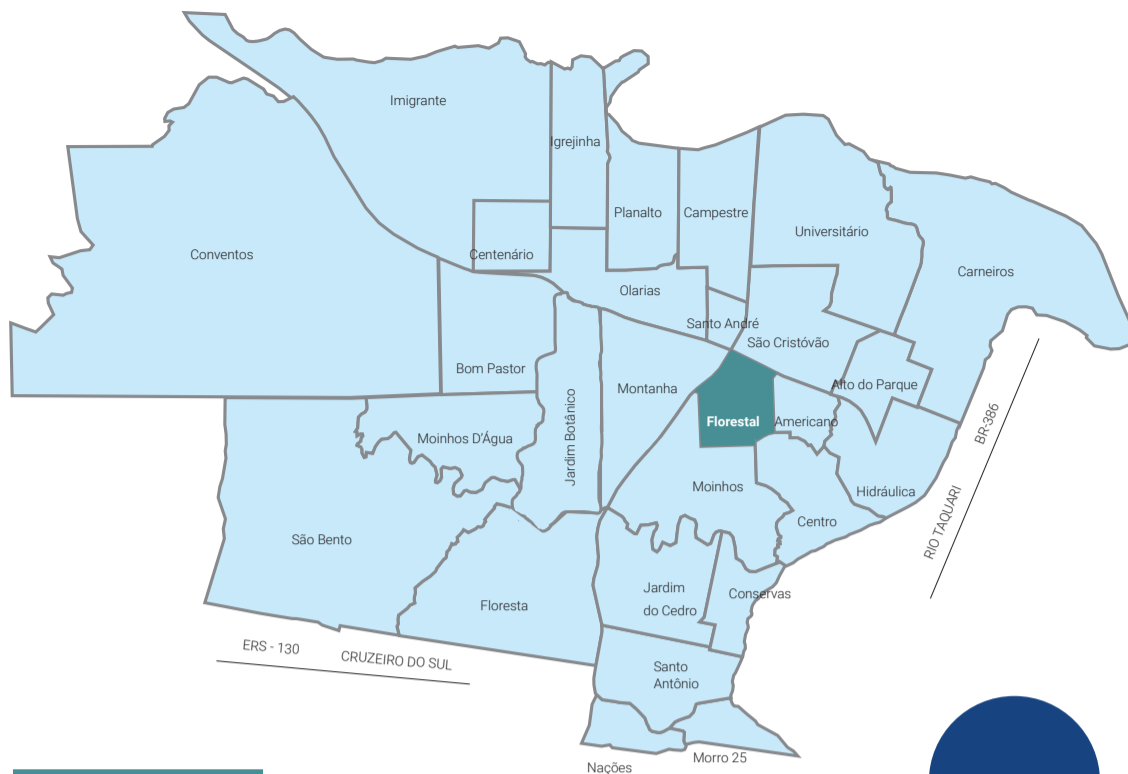 Imigrante
Igrejinha
Planalto
Campestre
Universitário
Conventos
Centenário
Carneiros
Olarias
Santo André
São Cristóvão
Bom Pastor
Montanha
Alto do Parque
Florestal
Americano
BR-386
Moinhos D'Água
Jardim Botânico
Moinhos
Hidráulica
Centro
RIO TAQUARI
São Bento
Floresta
Jardim
do Cedro
Conservas
ERS - 130
CRUZEIRO DO SUL
Santo
Antônio
Morro 25
Nações